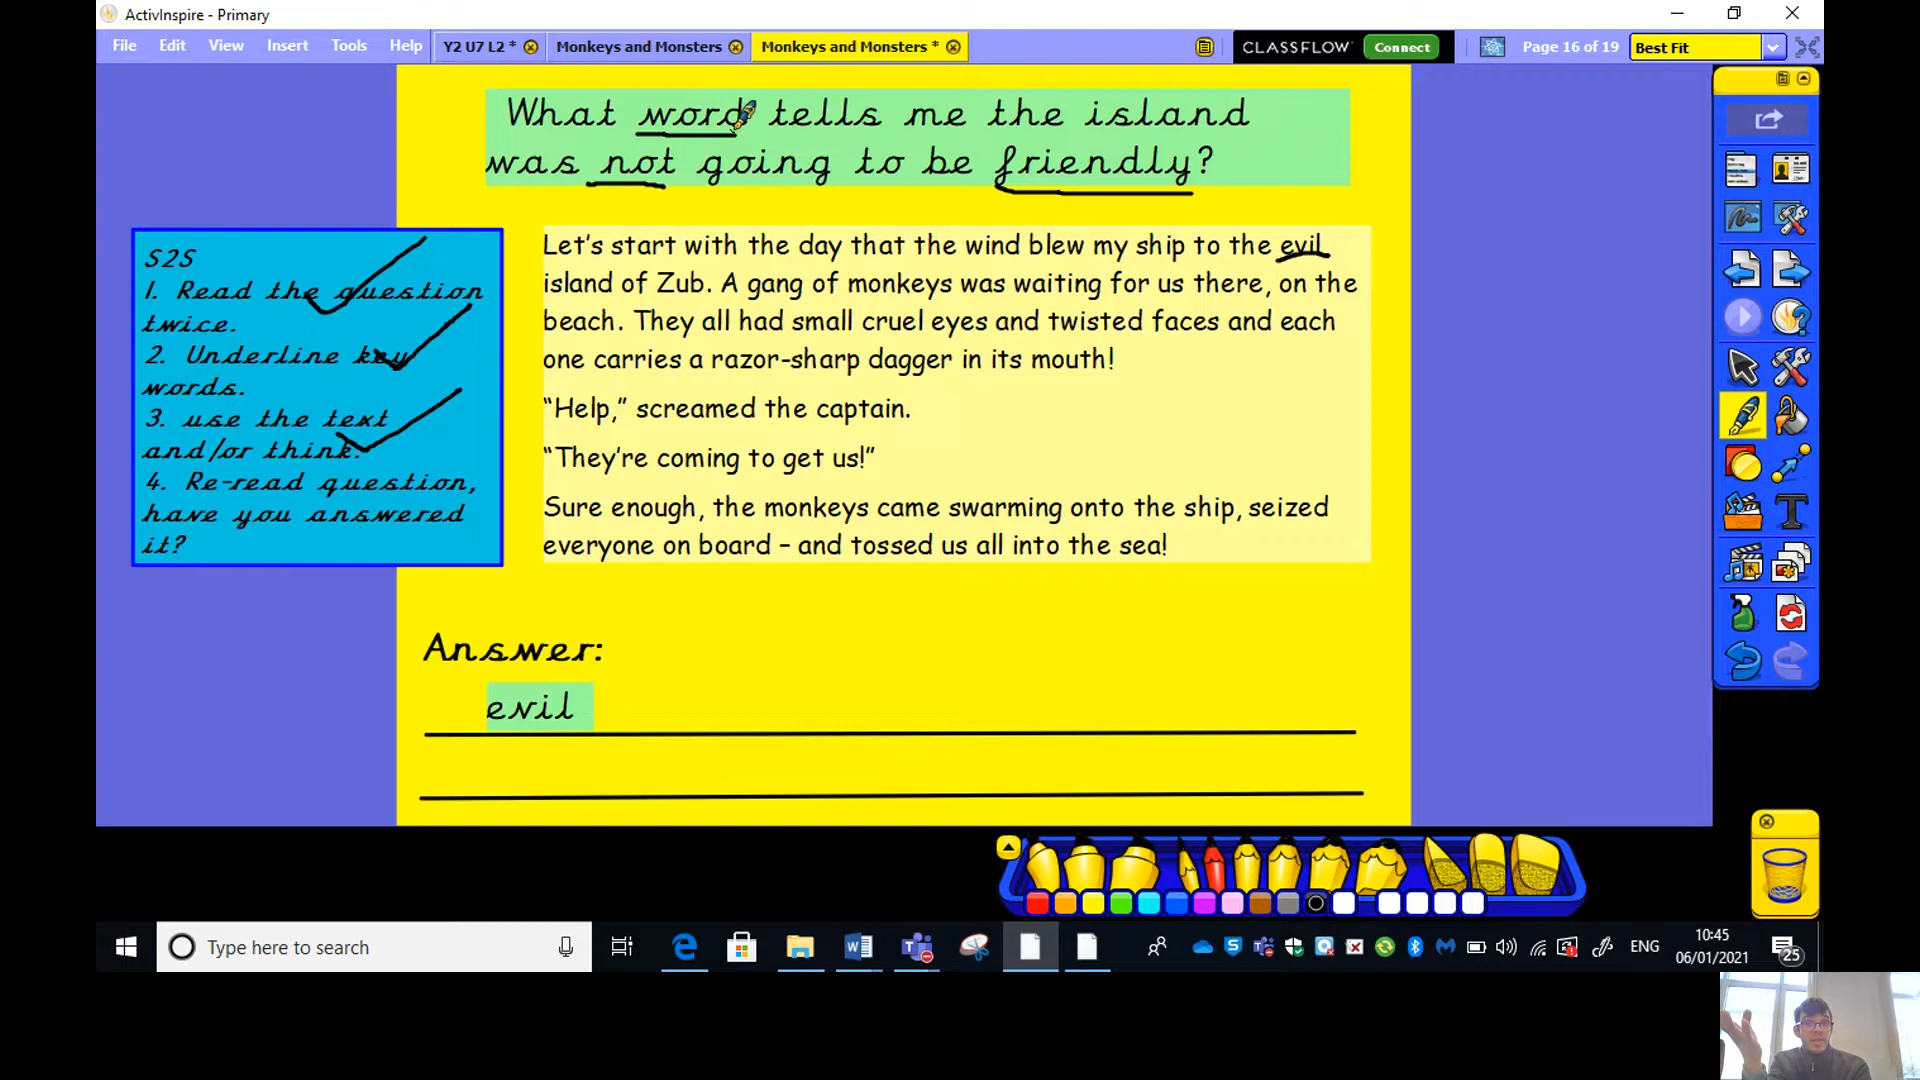 ActivInspire - Primary
File Edit View Insert Tools Help
Y2 U7 L2 * Monkeys and Monsters Monkeys and Monsters *
CLASSFLOW Connect
Page 16 of 19 Best Fit
What word tells me the island
was not going to be friendly?
S2S
1. Read the question
twice.
2. Underline key
words.
3. use the text
and/or think.
4. Re-read question,
have you answered
it?
Let's start with the day that the wind blew my ship to the evil
island of Zub. A gang of monkeys was waiting for us there, on the
beach. They all had small cruel eyes and twisted faces and each
one carries a razor-sharp dagger in its mouth!
“Help,” screamed the captain.
“They're coming to get us!”
Sure enough, the monkeys came swarming onto the ship, seized
everyone on board – and tossed us all into the sea!
Answer:
evil
Type here to search
ENG
10:45
06/01/2021
25